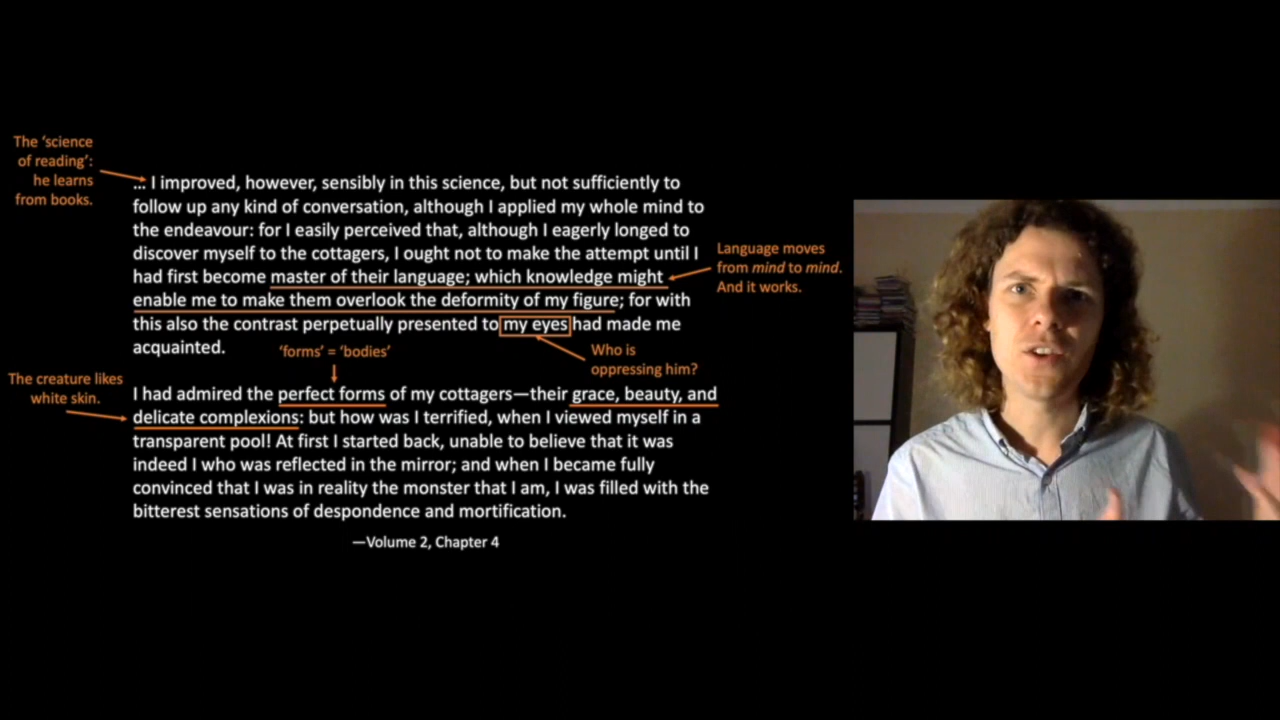 The ‘science
of reading’:
he learns
from books.
... I improved, however, sensibly in this science, but not sufficiently to
follow up any kind of conversation, although I applied my whole mind to
the endeavour: for I easily perceived that, although I eagerly longed to
discover myself to the cottagers, I ought not to make the attempt until I
had first become master of their language; which knowledge might
enable me to make them overlook the deformity of my figure; for with
this also the contrast perpetually presented to my eyes had made me
acquainted.
Language moves
from mind to mind.
And it works.
‘forms’ = ‘bodies’
Who is
oppressing him?
The creature likes
white skin.
I had admired the perfect forms of my cottagers—their grace, beauty, and
delicate complexions: but how was I terrified, when I viewed myself in a
transparent pool! At first I started back, unable to believe that it was
indeed I who was reflected in the mirror; and when I became fully
convinced that I was in reality the monster that I am, I was filled with the
bitterest sensations of despondence and mortification.
—Volume 2, Chapter 4